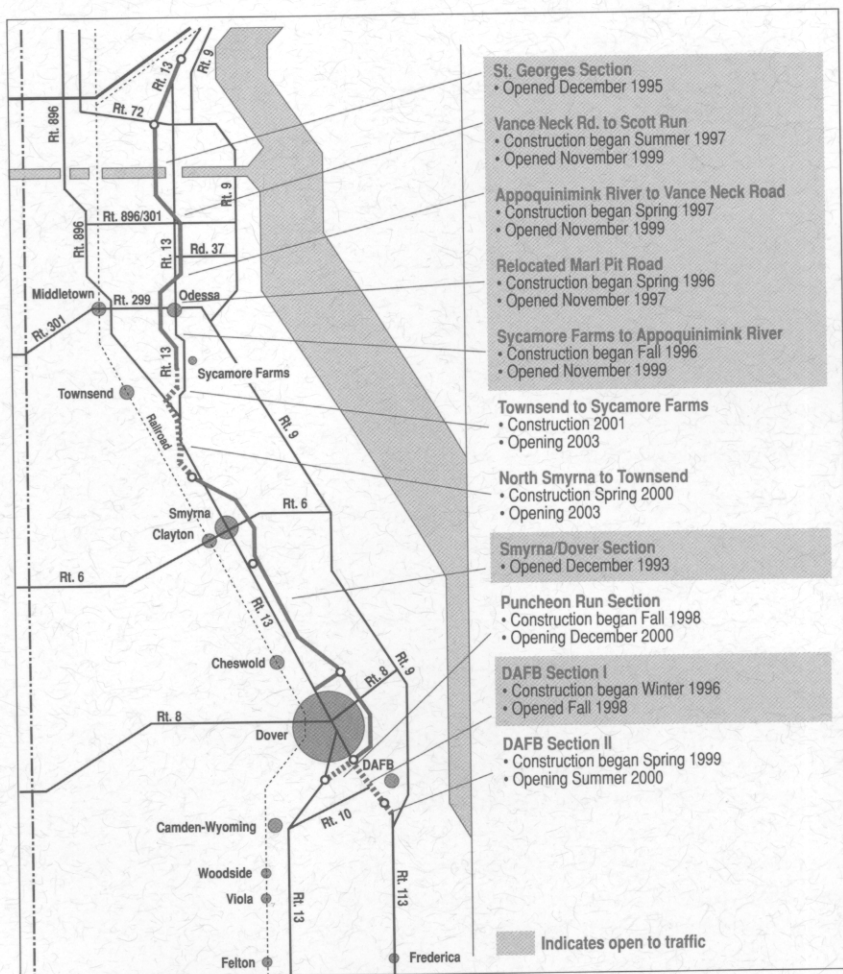 Rt. 13
Rt. 9
Rt. 896
Rt. 72
Rt. 9
Rt. 896/301
Rt. 896
Rt. 13
Rd. 37
Middletown
Rt. 299
Odessa
Rt. 301
Rt. 13
Sycamore Farms
Townsend
Railroad
Rt. 9
Smyrna
Rt. 6
Clayton
Rt. 6
Rt. 13
Cheswold
Rt. 9
Rt. 8
Rt. 8
Dover
DAFB
Camden-Wyoming
Rt. 10
Woodside
Viola
Rt. 13
Rt. 113
Felton
Frederica
St. Georges Section
• Opened December 1995
Vance Neck Rd. to Scott Run
• Construction began Summer 1997
• Opened November 1999
Appoquinimink River to Vance Neck Road
• Construction began Spring 1997
• Opened November 1999
Relocated Marl Pit Road
• Construction began Spring 1996
• Opened November 1997
Sycamore Farms to Appoquinimink River
• Construction began Fall 1996
• Opened November 1999
Townsend to Sycamore Farms
• Construction 2001
• Opening 2003
North Smyrna to Townsend
• Construction Spring 2000
• Opening 2003
Smyrna/Dover Section
• Opened December 1993
Puncheon Run Section
• Construction began Fall 1998
• Opening December 2000
DAFB Section I
• Construction began Winter 1996
• Opened Fall 1998
DAFB Section II
• Construction began Spring 1999
• Opening Summer 2000
Indicates open to traffic